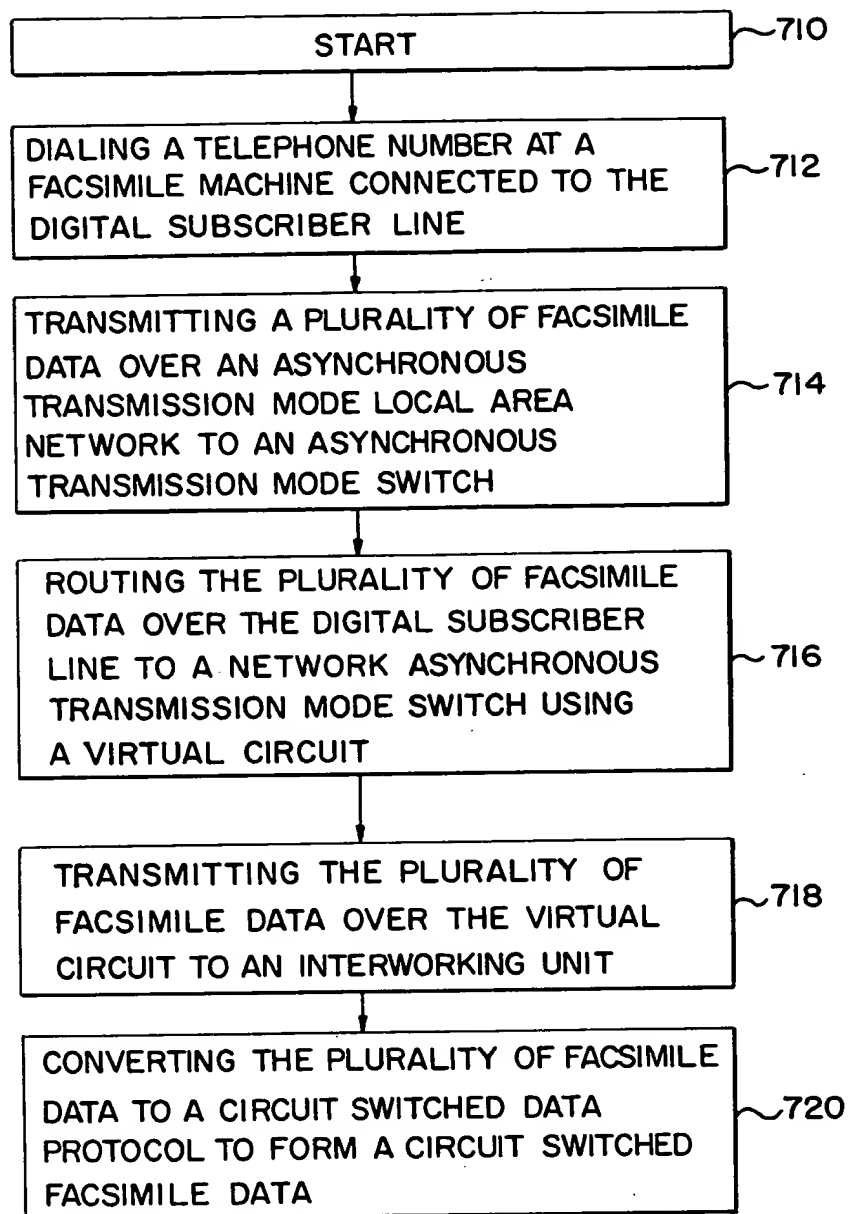 START
710
DIALING A TELEPHONE NUMBER AT A
FACSIMILE MACHINE CONNECTED TO THE
DIGITAL SUBSCRIBER LINE
712
TRANSMITTING A PLURALITY OF FACSIMILE
DATA OVER AN ASYNCHRONOUS
TRANSMISSION MODE LOCAL AREA
NETWORK TO AN ASYNCHRONOUS
TRANSMISSION MODE SWITCH
714
ROUTING THE PLURALITY OF FACSIMILE
DATA OVER THE DIGITAL SUBSCRIBER
LINE TO A NETWORK ASYNCHRONOUS
TRANSMISSION MODE SWITCH USING
A VIRTUAL CIRCUIT
716
TRANSMITTING THE PLURALITY OF
FACSIMILE DATA OVER THE VIRTUAL
CIRCUIT TO AN INTERWORKING UNIT
718
CONVERTING THE PLURALITY OF FACSIMILE
DATA TO A CIRCUIT SWITCHED DATA
PROTOCOL TO FORM A CIRCUIT SWITCHED
FACSIMILE DATA
720